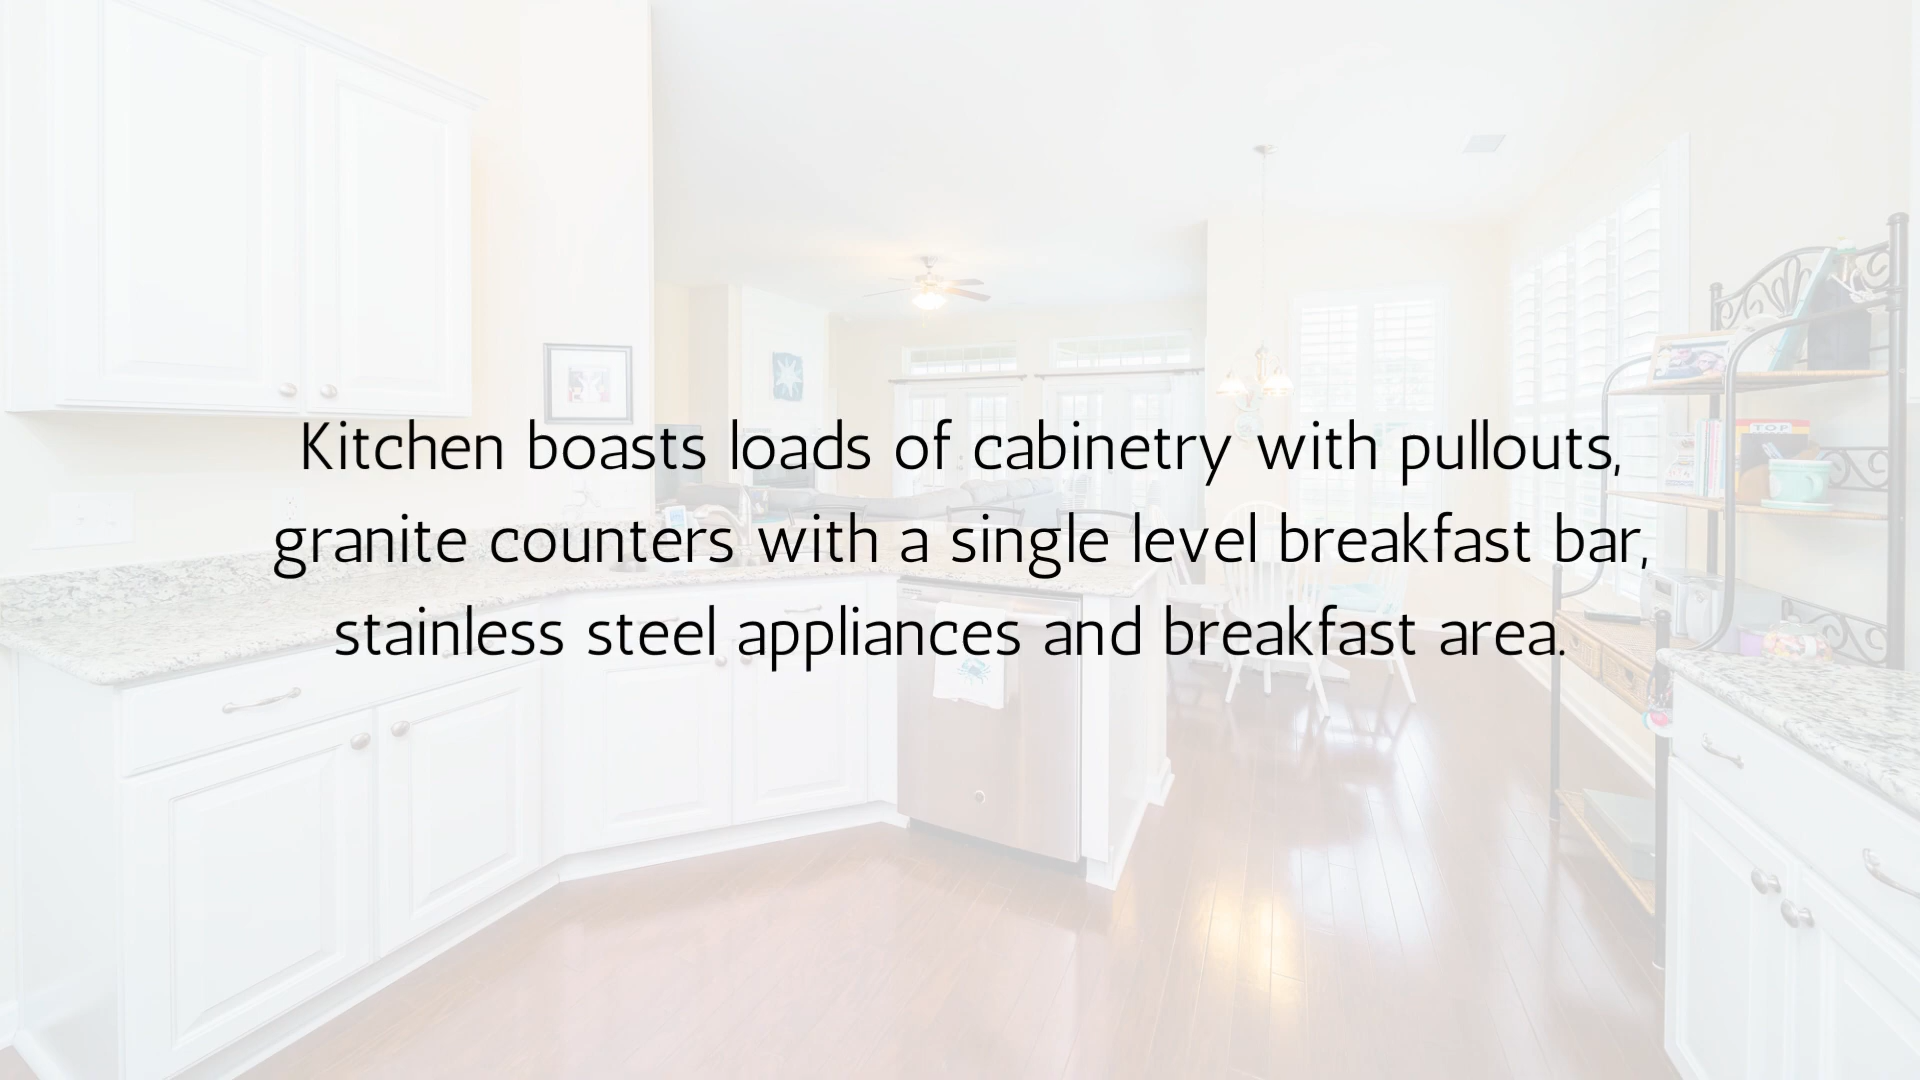 Kitchen boasts loads of cabinetry with pullouts,
granite counters with a single level breakfast bar,
stainless steel appliances and breakfast area.
TOP